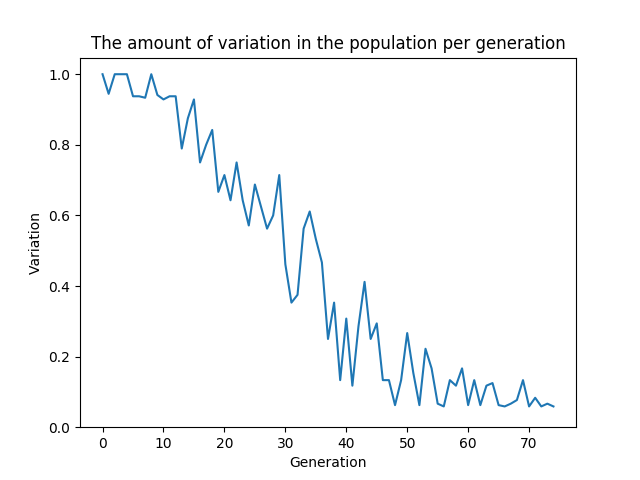 The amount of variation in the population per generation
1.0
0.8
0.6
0.4
0.2
0.0
Variation
0 10 20 30 40 50 60 70
Generation